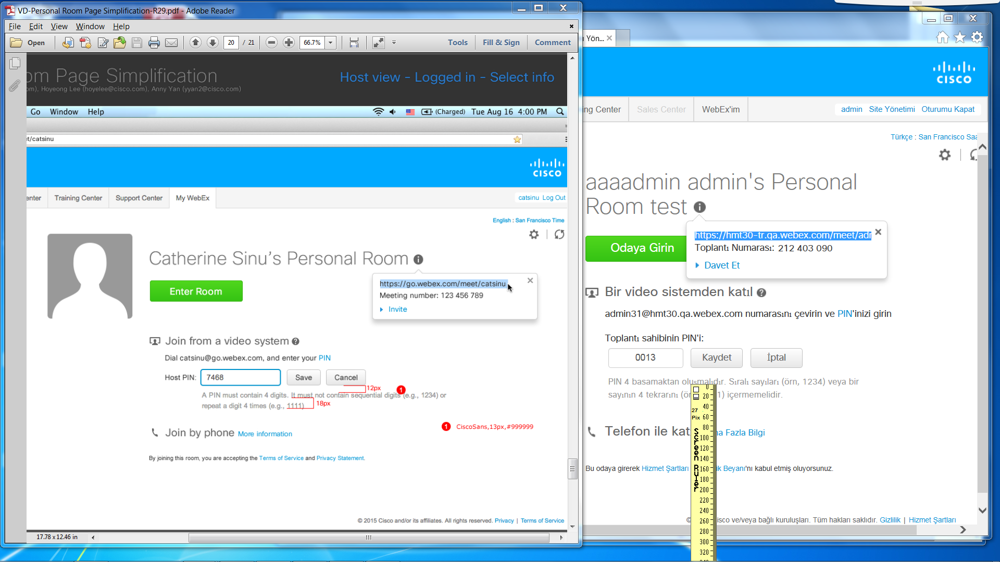 VD-Personal Room Page Simplification-R29.pdf - Adobe Reader
File Edit View Window Help
Open 20 / 21 66.7% Tools Fill & Sign Comment
om Page Simplification
Host view - Logged in - Select info
om), Hoyeong Lee (hoyelee@cisco.com), Anny Yan (yyan2@cisco.com)
Go Window Help (Charged) Tue Aug 16 4:00 PM
et/catsinu
CISCO
enter Training Center Support Center My WebEx catsinu Log Out
English : San Francisco Time
Catherine Sinu's Personal Room
Enter Room
https://go.webex.com/meet/catsinu
Meeting number: 123 456 789
Invite
Join from a video system
Dial catsinu@go.webex.com, and enter your PIN
Host PIN: 7468 Save Cancel
12px 1
A PIN must contain 4 digits. It must not contain sequential digits (e.g., 1234) or
repeat a digit 4 times (e.g., 1111)
18px
1 CiscoSans,13px,#999999
Join by phone More information
By joining this room, you are accepting the Terms of Service and Privacy Statement.
© 2015 Cisco and/or its affiliates. All rights reserved. Privacy | Terms of Service
17.78 x 12.46 in
Yön...
CISCO
ing Center Sales Center WebEx'im admin Site Yönetimi Oturumu Kapat
Türkçe : San Francisco Saa
aaaadmin admin's Personal
Room test
Odaya Girin
https://hmt30-tr.qa.webex.com/meet/adr
Toplantı Numarası: 212 403 090
Davet Et
Bir video sistemden katıl
admin31@hmt30.qa.webex.com numarasını çevirin ve PIN'inizi girin
Toplantı sahibinin PIN'i:
0013 Kaydet İptal
PIN 4 basamaktan oluşmalıdır. Sıralı sayıları (örn, 1234) veya bir
sayının 4 tekrarını (ör 1) içermemelidir.
Telefon ile kat a Fazla Bilgi
Bu odaya girerek Hizmet Şartları k Beyanı'nı kabul etmiş oluyorsunuz.
© isco ve/veya bağlı kuruluşları. Tüm hakları saklıdır. Gizlilik | Hizmet Şartları
27
Pix
Screen Ruler
0
20
40
60
80
100
120
140
160
180
200
220
240
260
280
300
320